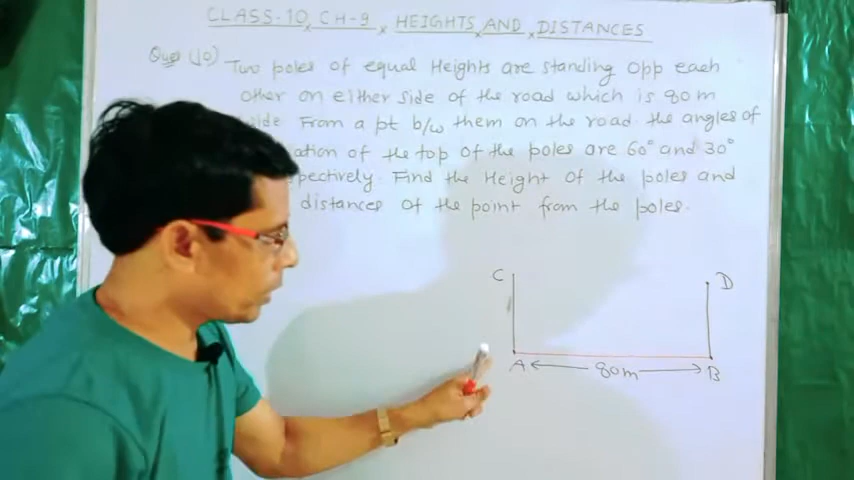 CLASS-10, CH-9, HEIGHTS AND DISTANCES
Ques (10) Two poles of equal Heights are standing opp each
other on either side of the road which is 80m
From a pt b/w them on the road. the angles of
ation of the top of the poles are 60° and 30°
pectively. Find the Height of the poles and
distances of the point from the poles.
C D
A 80m B